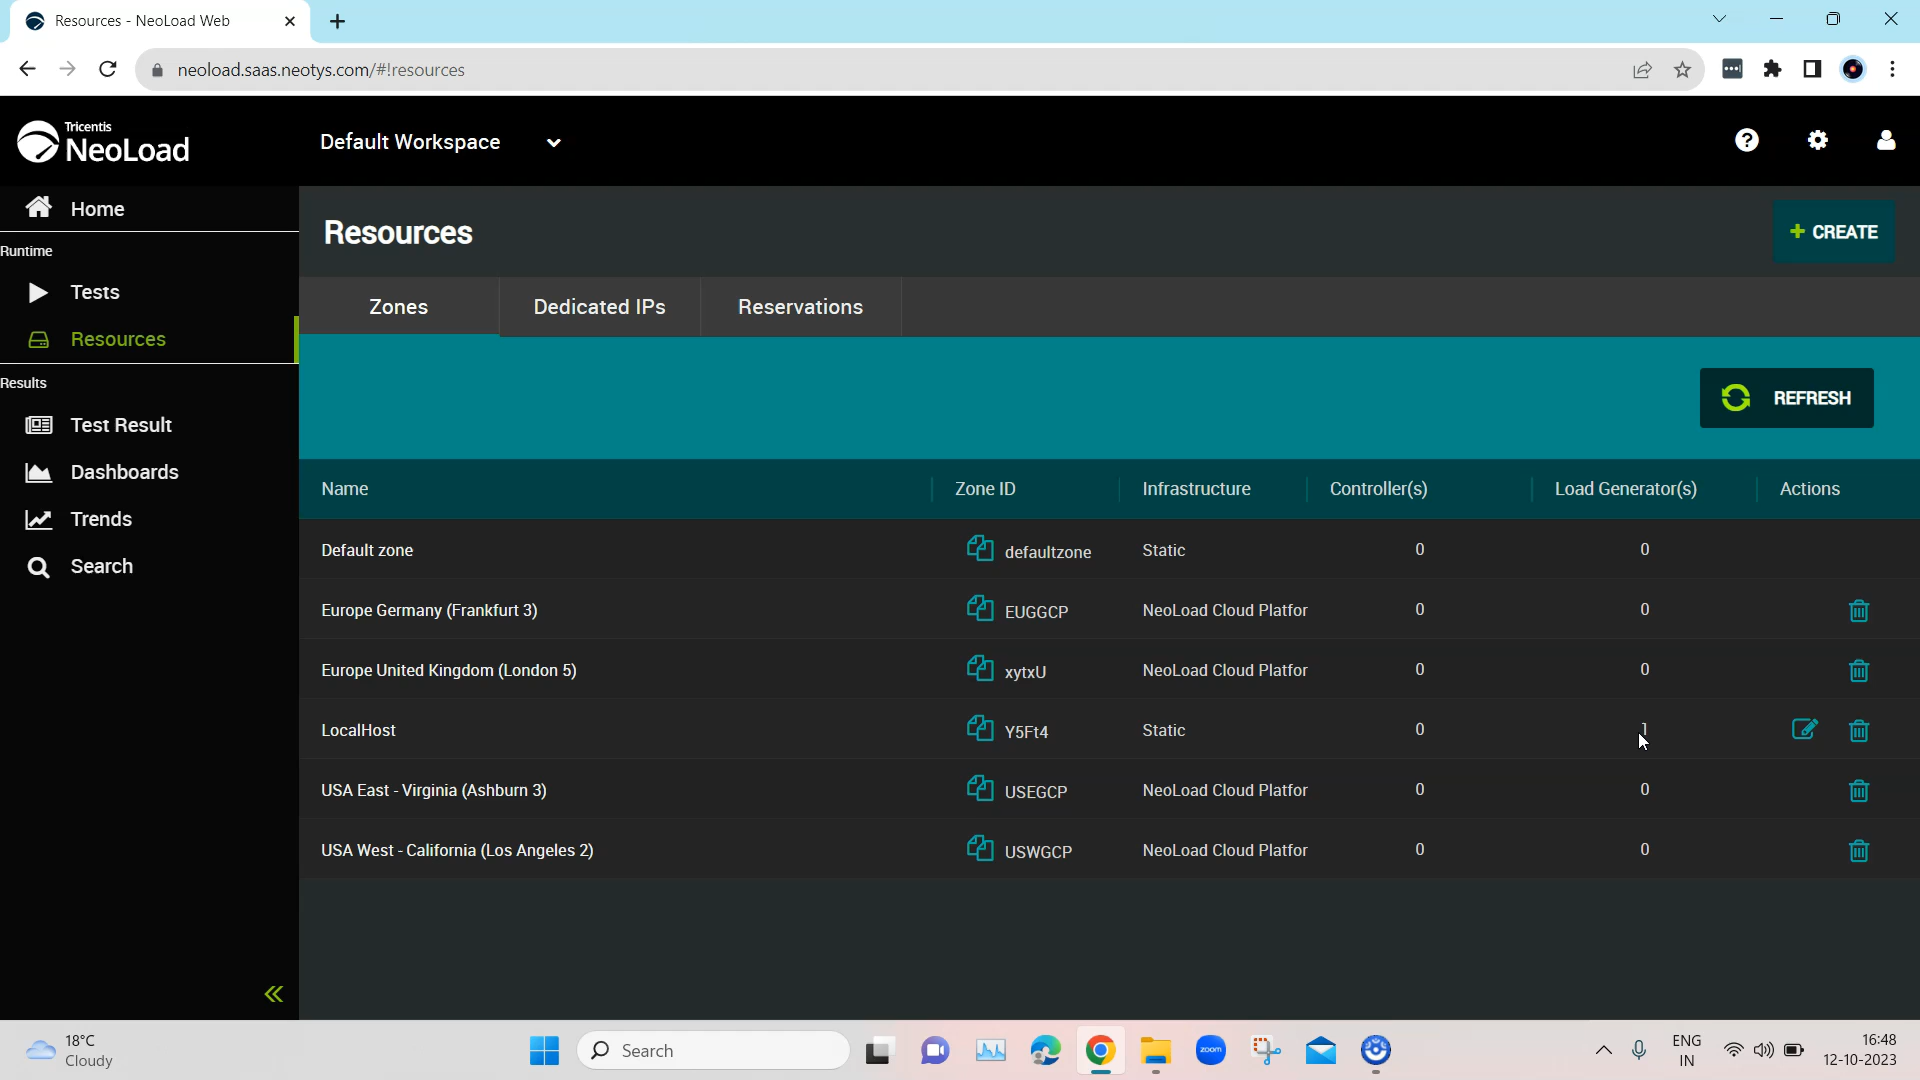 Resources - NeoLoad Web
neoload.saas.neotys.com/#!resources
Tricentis
NeoLoad
Default Workspace
Home
Runtime
Tests
Resources
Results
Test Result
Dashboards
Trends
Search
Resources
+ CREATE
Zones Dedicated IPs Reservations
REFRESH
Name Zone ID Infrastructure Controller(s) Load Generator(s) Actions
Default zone defaultzone Static 0 0
Europe Germany (Frankfurt 3) EUGGCP NeoLoad Cloud Platfor 0 0
Europe United Kingdom (London 5) xytxU NeoLoad Cloud Platfor 0 0
LocalHost Y5Ft4 Static 0 1
USA East - Virginia (Ashburn 3) USEGCP NeoLoad Cloud Platfor 0 0
USA West - California (Los Angeles 2) USWGCP NeoLoad Cloud Platfor 0 0
18°C
Cloudy
Search
zoom
ENG
IN
16:48
12-10-2023